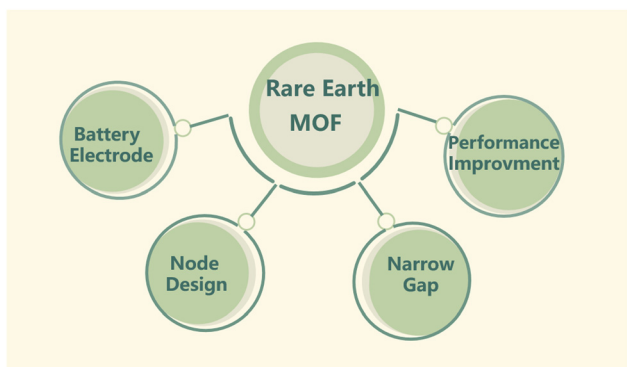 Rare Earth
MOF
Battery
Electrode
Performance
Improvment
Node
Design
Narrow
Gap